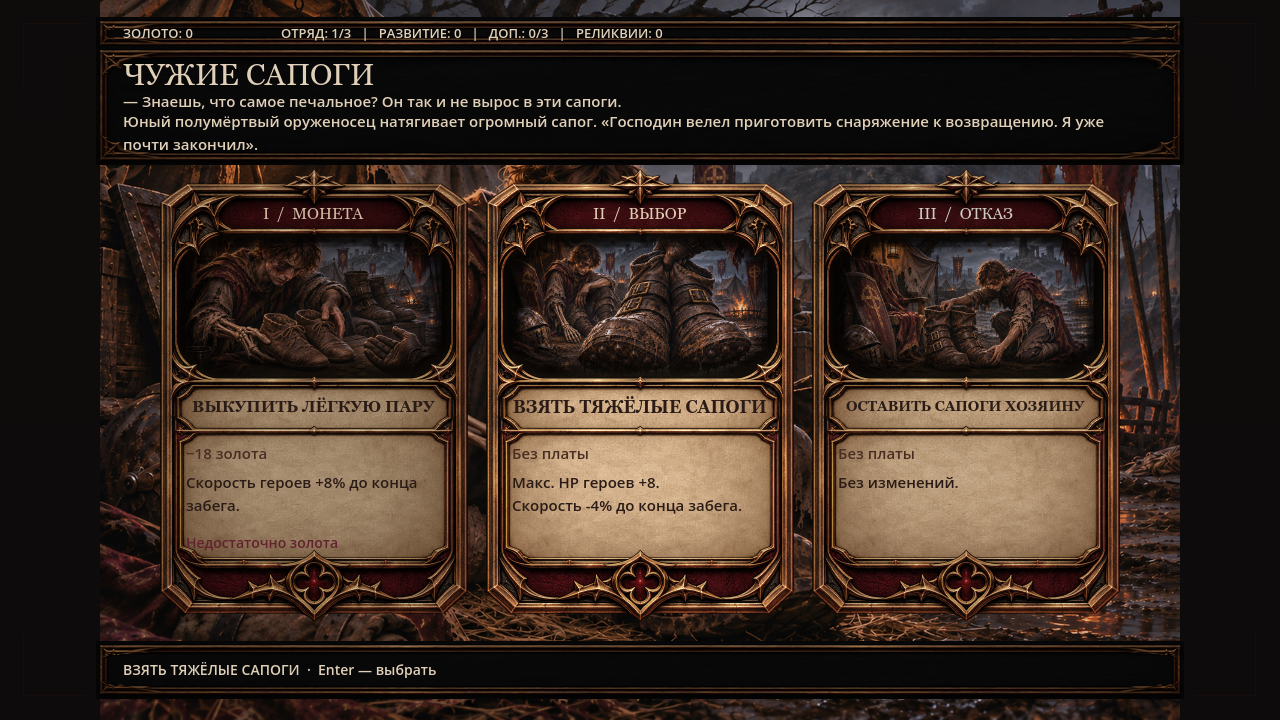 ЗОЛОТО: 0 ОТРЯД: 1/3 | РАЗВИТИЕ: 0 | ДОП.: 0/3 | РЕЛИКВИИ: 0
ЧУЖИЕ САПОГИ
— Знаешь, что самое печальное? Он так и не вырос в эти сапоги.
Юный полумёртвый оруженосец натягивает огромный сапог. «Господин велел приготовить снаряжение к возвращению. Я уже
почти закончил».
I / МОНЕТА
ВЫКУПИТЬ ЛЁГКУЮ ПАРУ
−18 золота
Скорость героев +8% до конца
забега.
Недостаточно золота
II / ВЫБОР
ВЗЯТЬ ТЯЖЁЛЫЕ САПОГИ
Без платы
Макс. HP героев +8.
Скорость -4% до конца забега.
III / ОТКАЗ
ОСТАВИТЬ САПОГИ ХОЗЯИНУ
Без платы
Без изменений.
ВЗЯТЬ ТЯЖЁЛЫЕ САПОГИ · Enter — выбрать